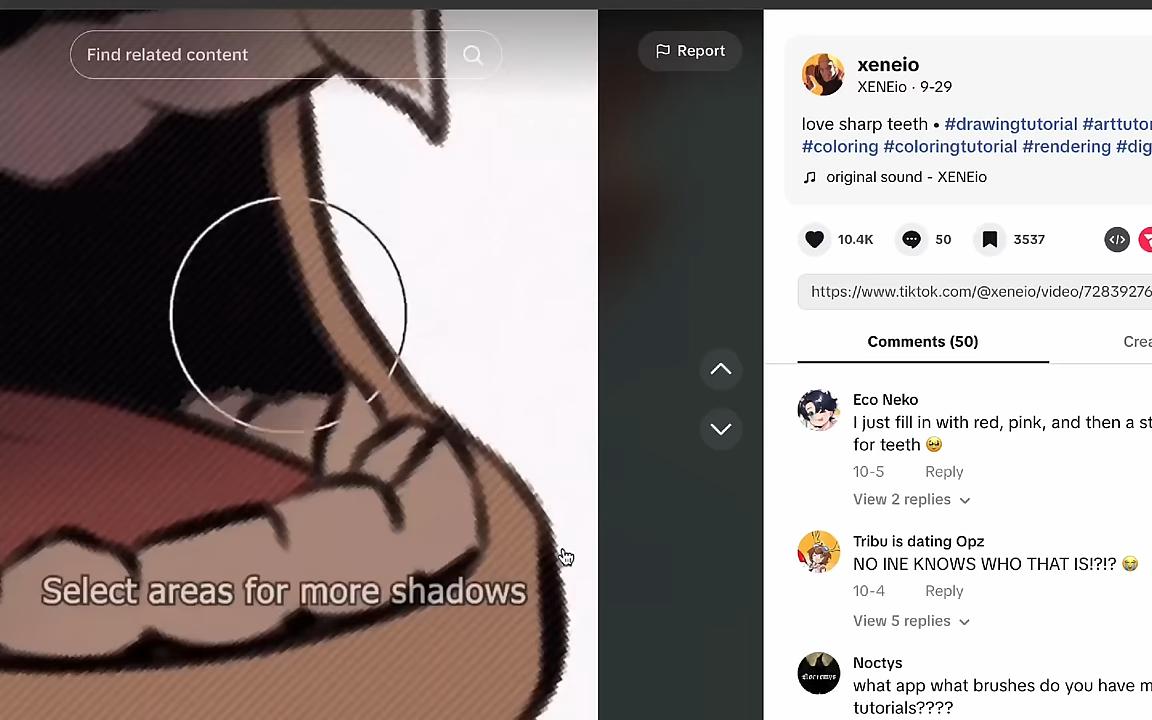 Find related content
Report
Select areas for more shadows
xeneio
XENEio · 9-29
love sharp teeth • #drawingtutorial
#coloring #coloringtutorial #rendering
original sound - XENEio
10.4K
50
3537
https://www.tiktok.com/@xeneio/video/72839276
Comments (50)
Eco Neko
I just fill in with red, pink, and then a
for teeth 🥹
10-5 Reply
View 2 replies
Tribu is dating Opz
NO INE KNOWS WHO THAT IS!?!? 😭
10-4 Reply
View 5 replies
Noctys
what app what brushes do you have
tutorials????